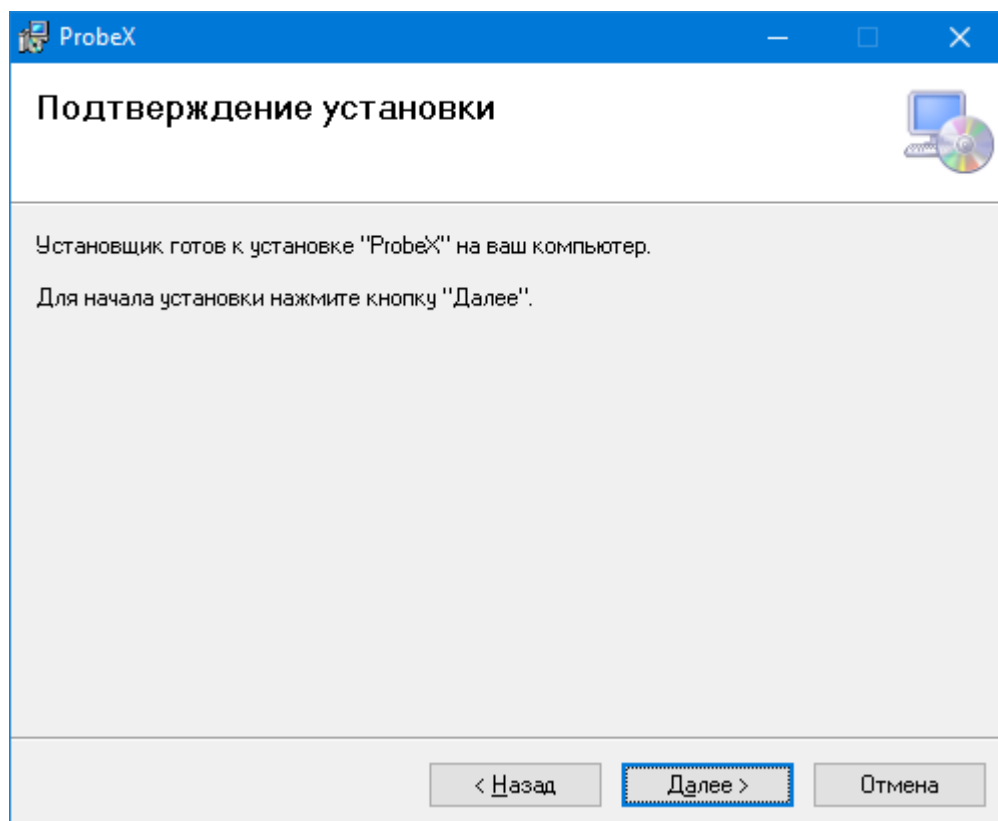 ProbeX
Подтверждение установки
Установщик готов к установке "ProbeX" на ваш компьютер.
Для начала установки нажмите кнопку "Далее".
< Назад
Далее >
Отмена